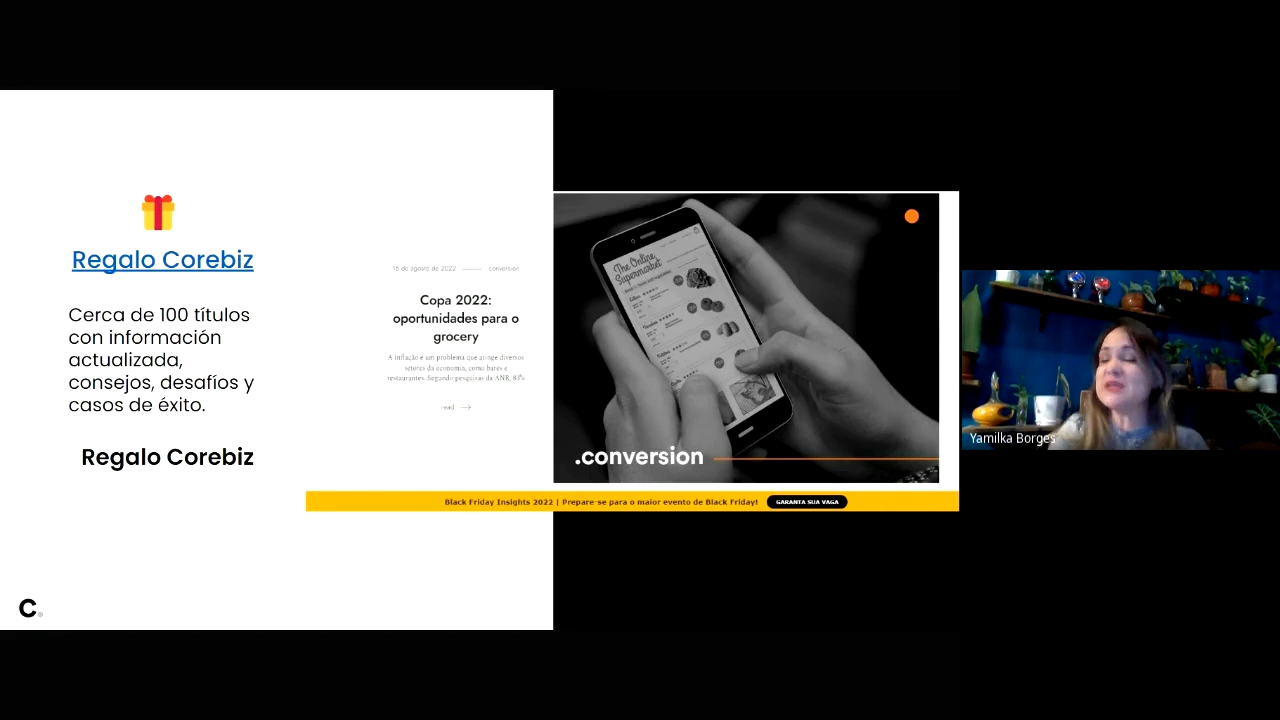 Regalo Corebiz
Cerca de 100 títulos
con información
actualizada,
consejos, desafíos y
casos de éxito.
Regalo Corebiz
C.
16 de agosto de 2022 conversion
Copa 2022:
oportunidades para o
grocery
A inflação é um problema que atinge diversos
setores da economia, como bares e
restaurantes. Segundo pesquisas da ANR, 83%
read →
The Online
Supermarket
.conversion
Black Friday Insights 2022 | Prepare-se para o maior evento de Black Friday!
GARANTA SUA VAGA
Yamilka Borges